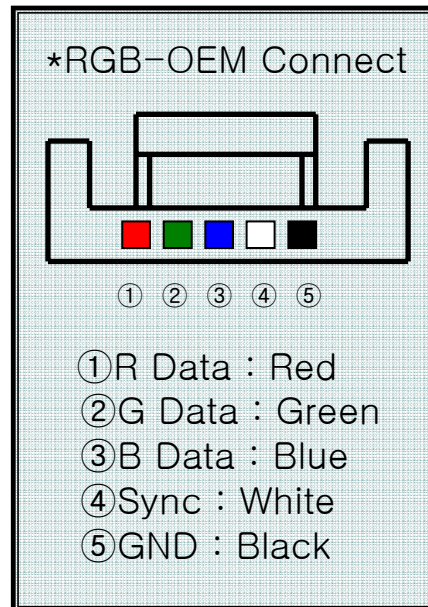 *RGB-OEM Connect
① ② ③ ④ ⑤
①R Data : Red
②G Data : Green
③B Data : Blue
④Sync : White
⑤GND : Black